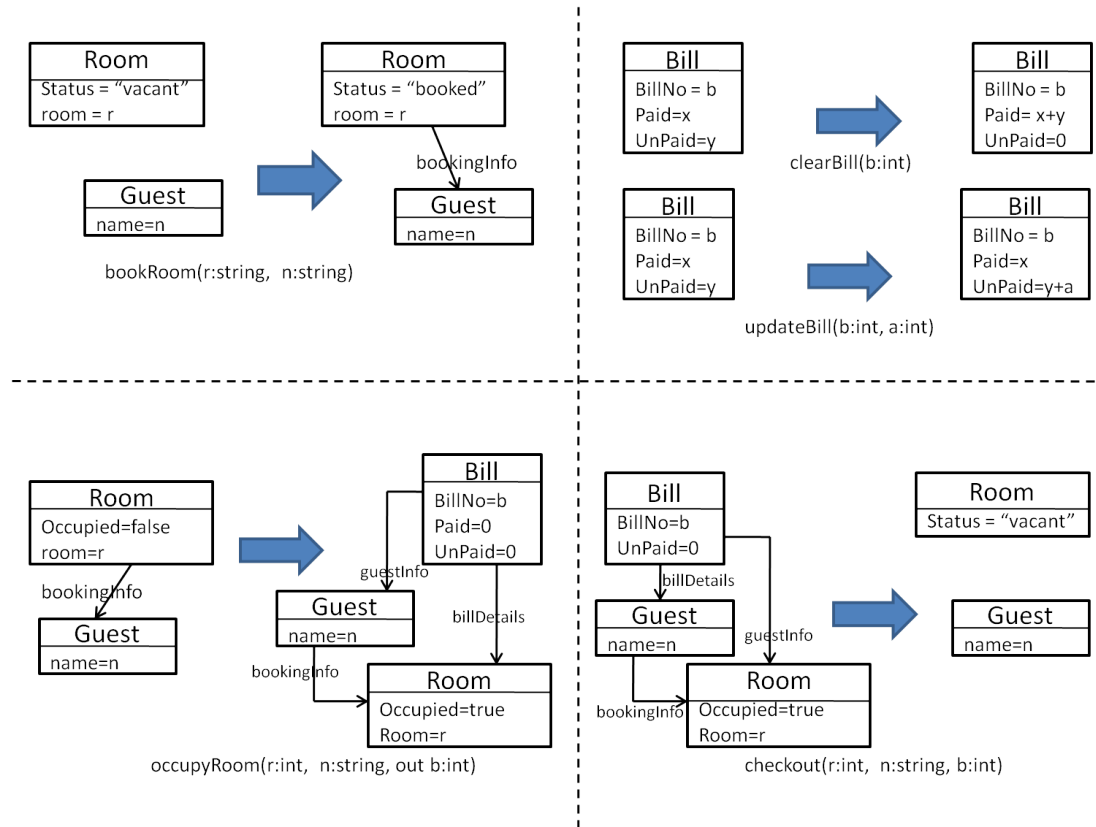 Room
Status = “vacant”
room = r
Guest
name=n
Room
Status = “booked”
room = r
bookingInfo
Guest
name=n
bookRoom(r:string, n:string)
Bill
BillNo = b
Paid=x
UnPaid=y
clearBill(b:int)
Bill
BillNo = b
Paid= x+y
UnPaid=0
Bill
BillNo = b
Paid=x
UnPaid=y
updateBill(b:int, a:int)
Bill
BillNo = b
Paid=x
UnPaid=y+a
Room
Occupied=false
room=r
bookingInfo
Guest
name=n
Bill
BillNo=b
Paid=0
UnPaid=0
guestInfo
billDetails
Guest
name=n
bookingInfo
Room
Occupied=true
Room=r
occupyRoom(r:int, n:string, out b:int)
Bill
BillNo=b
UnPaid=0
billDetails
Guest
name=n
guestInfo
bookingInfo
Room
Occupied=true
Room=r
Room
Status = “vacant”
Guest
name=n
checkout(r:int, n:string, b:int)